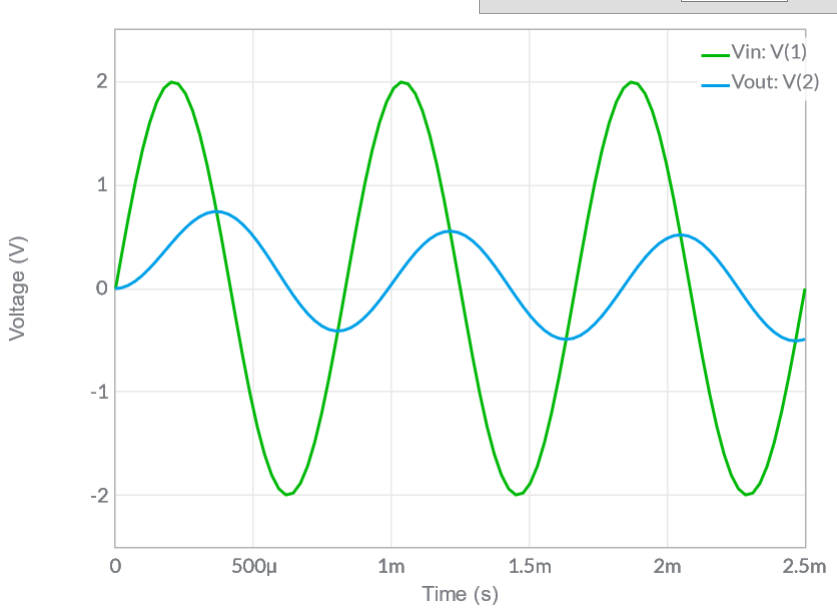 Vin: V(1)
Vout: V(2)
Voltage (V)
2
1
0
-1
-2
0
500µ
1m
1.5m
2m
2.5m
Time (s)